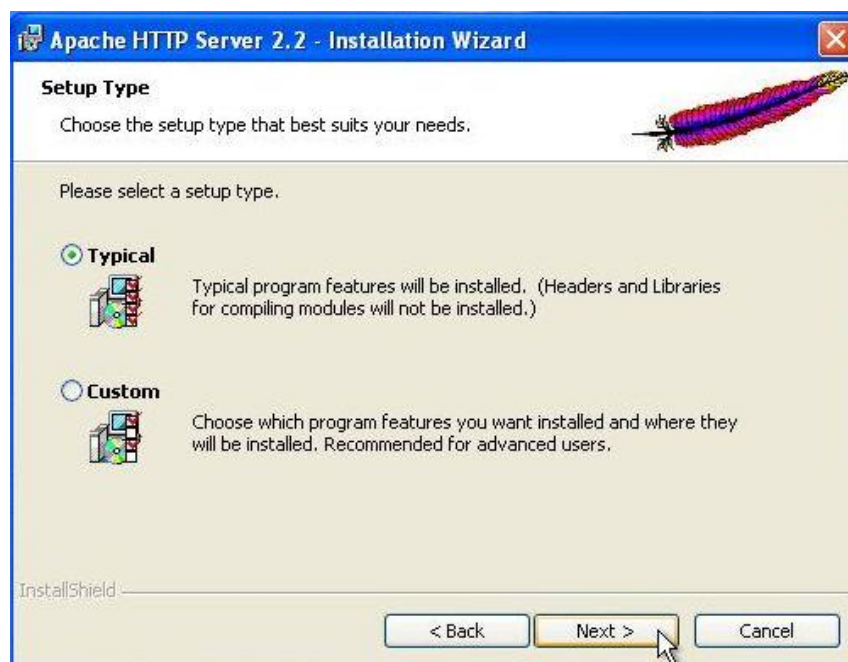 Apache HTTP Server 2.2 - Installation Wizard
Setup Type
Choose the setup type that best suits your needs.
Please select a setup type.
Typical
Typical program features will be installed. (Headers and Libraries
for compiling modules will not be installed.)
Custom
Choose which program features you want installed and where they
will be installed. Recommended for advanced users.
InstallShield
< Back Next > Cancel